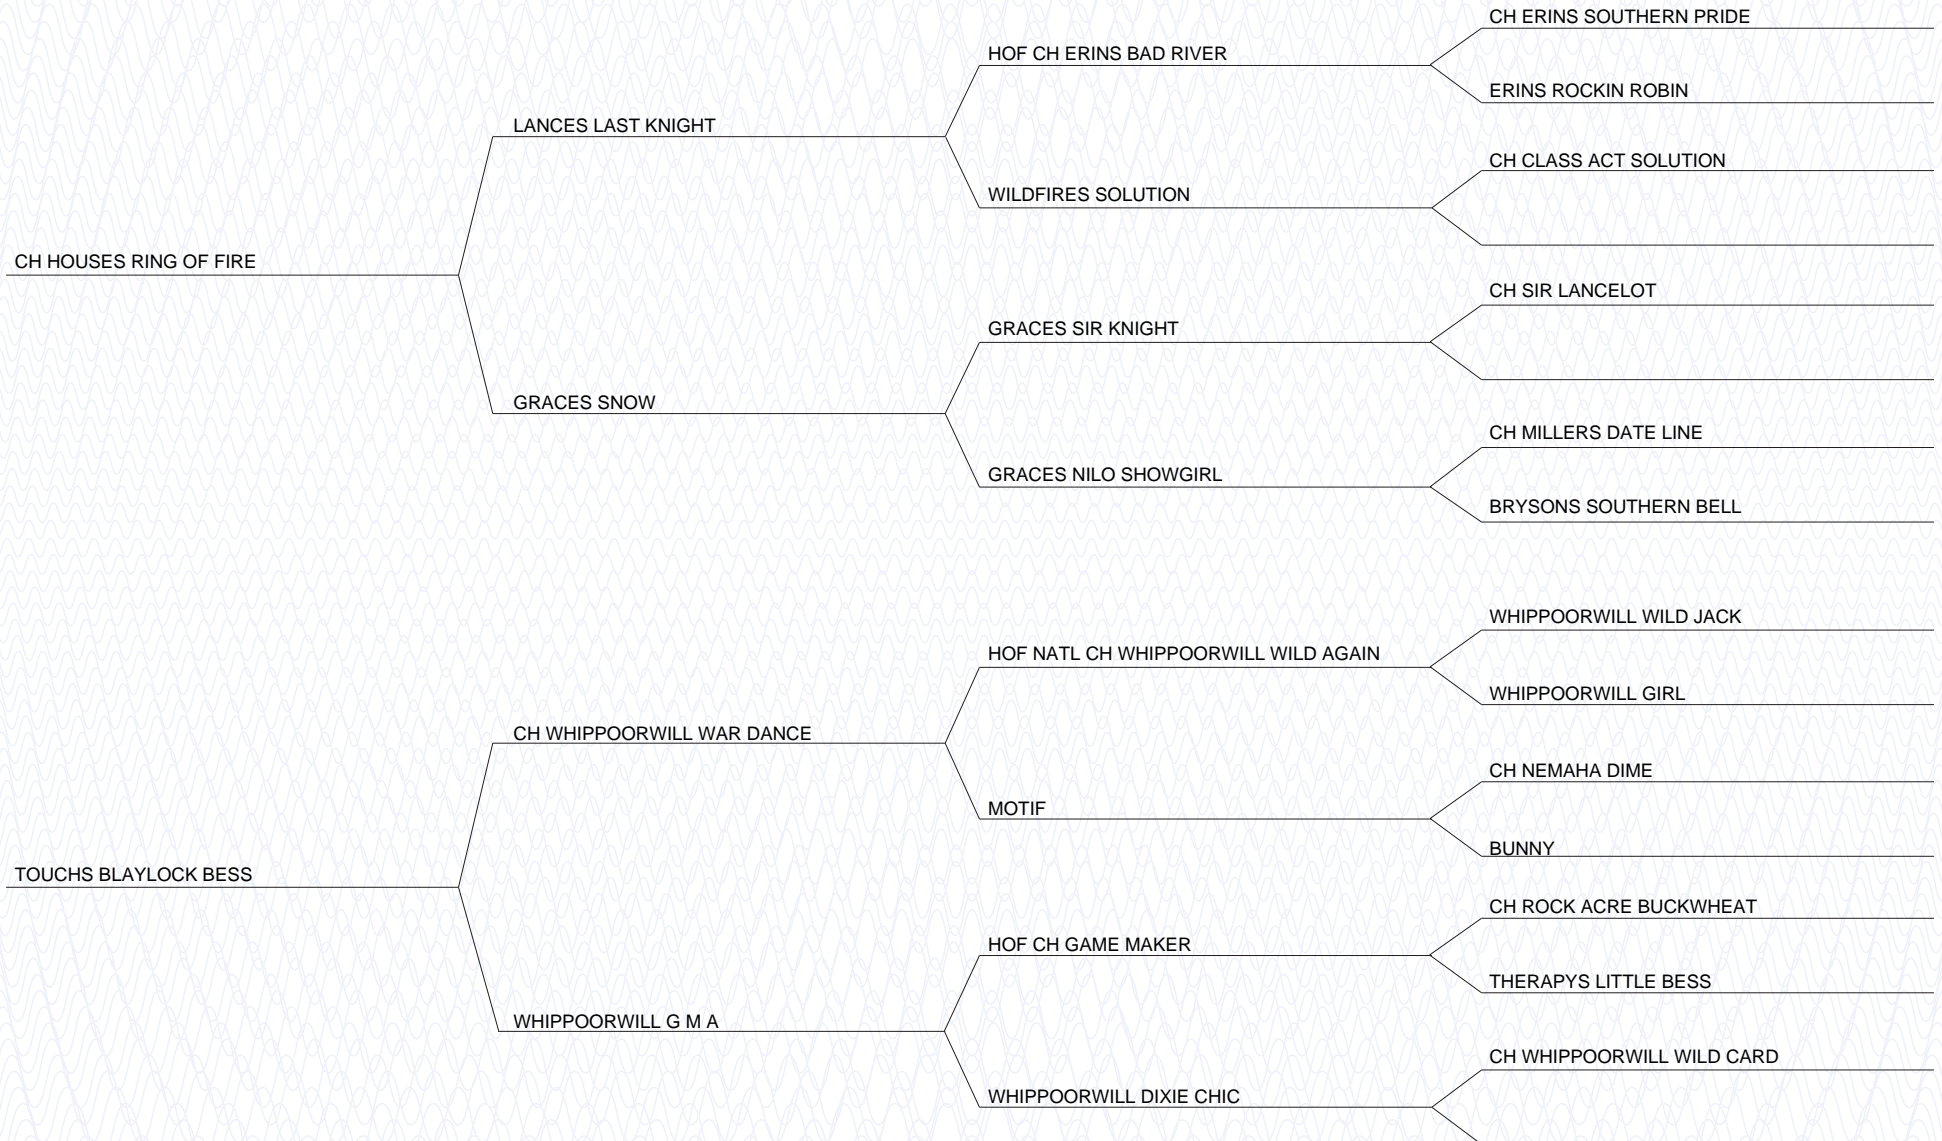 CH ERINS SOUTHERN PRIDE
HOF CH ERINS BAD RIVER
ERINS ROCKIN ROBIN
LANCES LAST KNIGHT
CH CLASS ACT SOLUTION
WILDFIRES SOLUTION
CH HOUSES RING OF FIRE
CH SIR LANCELOT
GRACES SIR KNIGHT
GRACES SNOW
CH MILLERS DATE LINE
GRACES NILO SHOWGIRL
BRYSONS SOUTHERN BELL
WHIPPOORWILL WILD JACK
HOF NATL CH WHIPPOORWILL WILD AGAIN
WHIPPOORWILL GIRL
CH WHIPPOORWILL WAR DANCE
CH NEMAHA DIME
MOTIF
BUNNY
TOUCHS BLAYLOCK BESS
CH ROCK ACRE BUCKWHEAT
HOF CH GAME MAKER
THERAPYS LITTLE BESS
WHIPPOORWILL G M A
CH WHIPPOORWILL WILD CARD
WHIPPOORWILL DIXIE CHIC